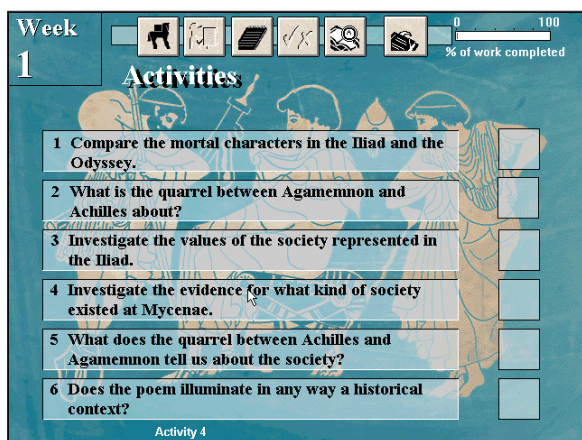 Week
0 100
1
% of work completed
Activities
1 Compare the mortal characters in the Iliad and the
Odyssey.
2 What is the quarrel between Agamemnon and
Achilles about?
3 Investigate the values of the society represented in
the Iliad.
4 Investigate the evidence for what kind of society
existed at Mycenae.
5 What does the quarrel between Achilles and
Agamemnon tell us about the society?
6 Does the poem illuminate in any way a historical
context?
Activity 4